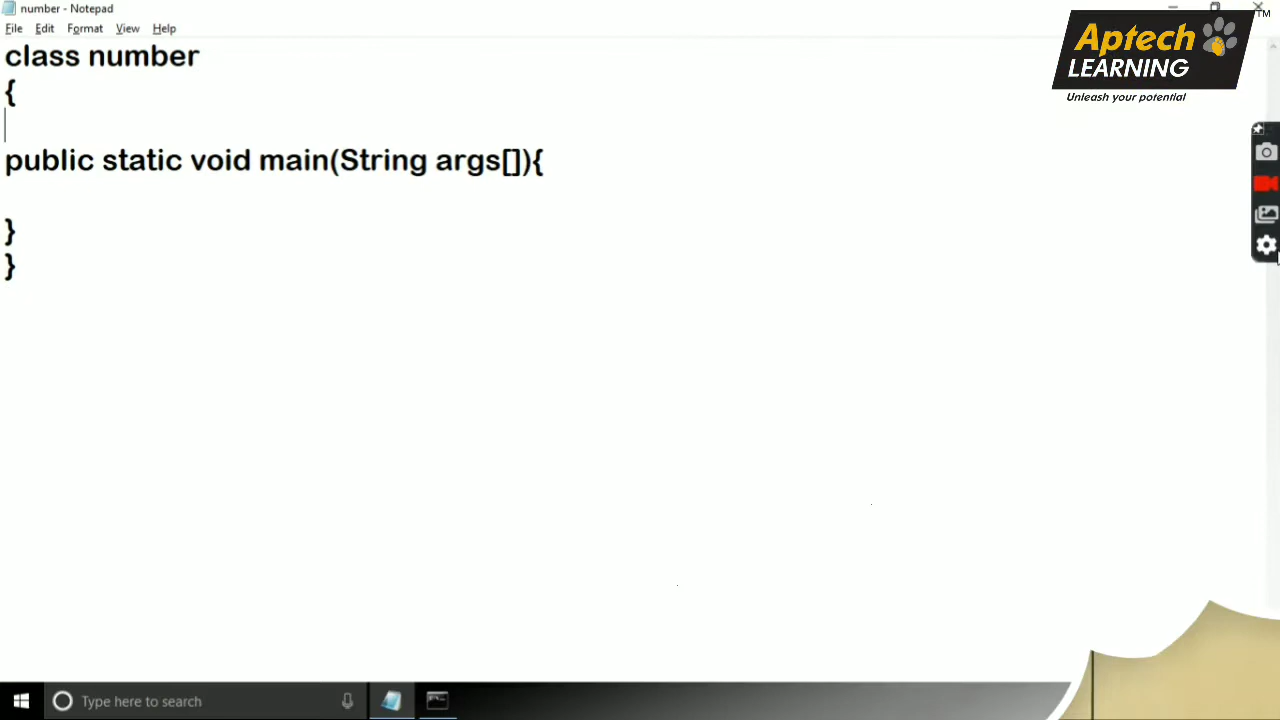 number - Notepad
File Edit Format View Help
class number
{
public static void main(String args[]){
}
}
Aptech
LEARNING
Unleash your potential
TM
Type here to search